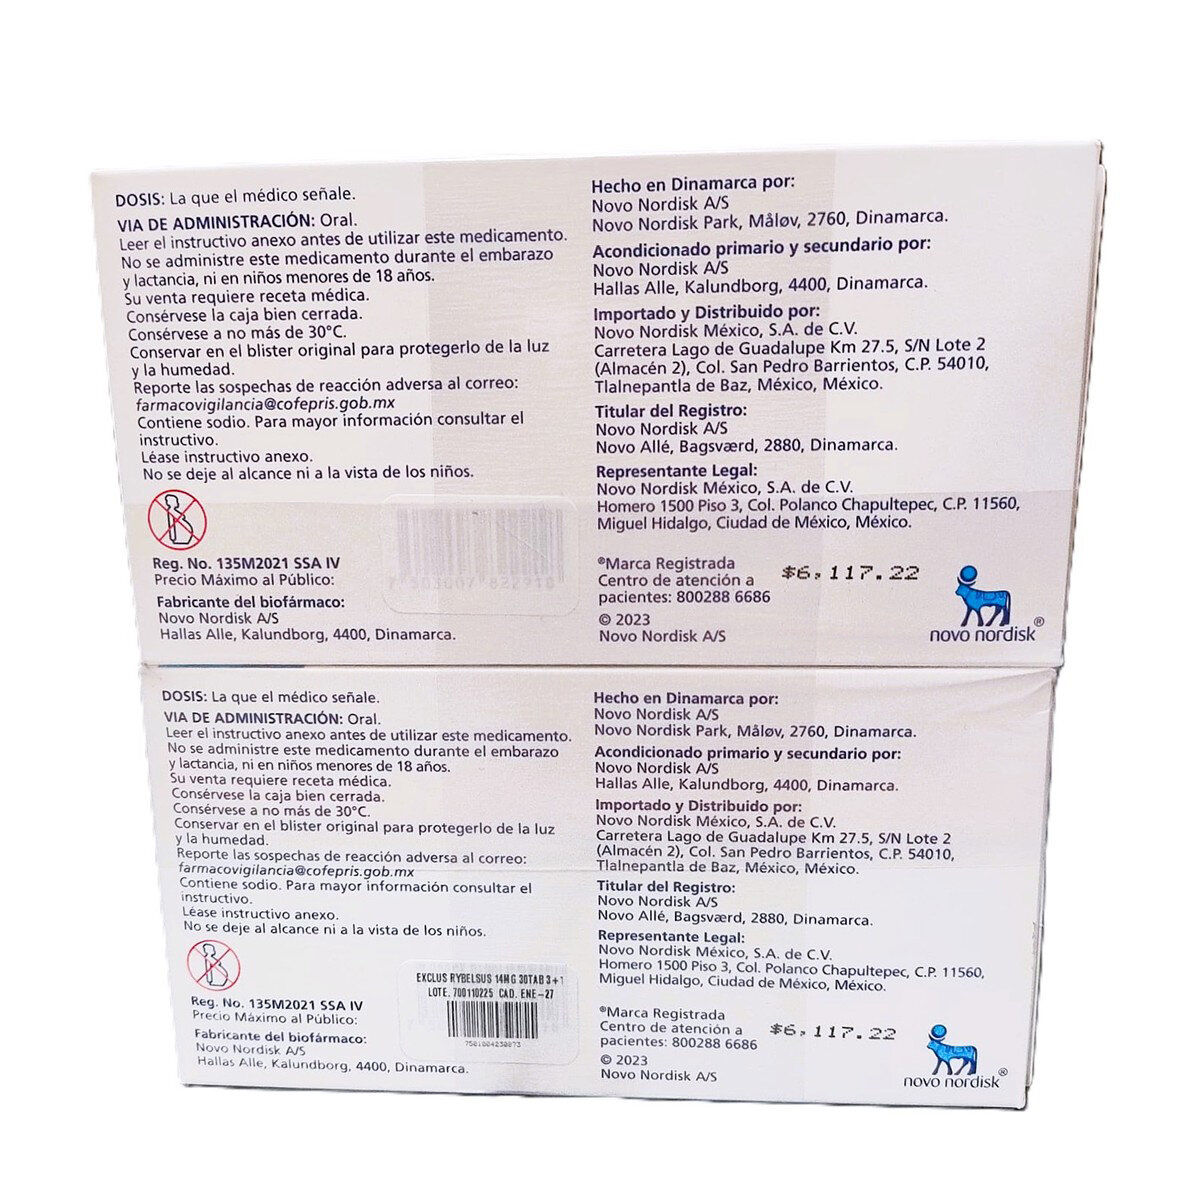 DOSIS: La que el médico señale.
VIA DE ADMINISTRACIÓN: Oral.
Leer el instructivo anexo antes de utilizar este medicamento.
No se administre este medicamento durante el embarazo
y lactancia, ni en niños menores de 18 años.
Su venta requiere receta médica.
Consérvese la caja bien cerrada.
Consérvese a no más de 30°C.
Conservar en el blister original para protegerlo de la luz
y la humedad.
Reporte las sospechas de reacción adversa al correo:
farmacovigilancia@cofepris.gob.mx
Contiene sodio. Para mayor información consultar el
instructivo.
Léase instructivo anexo.
No se deje al alcance ni a la vista de los niños.
Reg. No. 135M2021 SSA IV
Precio Máximo al Público:
Fabricante del biofármaco:
Novo Nordisk A/S
Hallas Alle, Kalundborg, 4400, Dinamarca.
Hecho en Dinamarca por:
Novo Nordisk A/S
Novo Nordisk Park, Måløv, 2760, Dinamarca.
Acondicionado primario y secundario por:
Novo Nordisk A/S
Hallas Alle, Kalundborg, 4400, Dinamarca.
Importado y Distribuido por:
Novo Nordisk México, S.A. de C.V.
Carretera Lago de Guadalupe Km 27.5, S/N Lote 2
(Almacén 2), Col. San Pedro Barrientos, C.P. 54010,
Tlalnepantla de Baz, México, México.
Titular del Registro:
Novo Nordisk A/S
Novo Allé, Bagsværd, 2880, Dinamarca.
Representante Legal:
Novo Nordisk México, S.A. de C.V.
Homero 1500 Piso 3, Col. Polanco Chapultepec, C.P. 11560,
Miguel Hidalgo, Ciudad de México, México.
®Marca Registrada
Centro de atención a
pacientes: 800288 6686
© 2023
Novo Nordisk A/S
$6,117.22
novo nordisk®
DOSIS: La que el médico señale.
VIA DE ADMINISTRACIÓN: Oral.
Leer el instructivo anexo antes de utilizar este medicamento.
No se administre este medicamento durante el embarazo
y lactancia, ni en niños menores de 18 años.
Su venta requiere receta médica.
Consérvese la caja bien cerrada.
Consérvese a no más de 30°C.
Conservar en el blister original para protegerlo de la luz
y la humedad.
Reporte las sospechas de reacción adversa al correo:
farmacovigilancia@cofepris.gob.mx
Contiene sodio. Para mayor información consultar el
instructivo.
Léase instructivo anexo.
No se deje al alcance ni a la vista de los niños.
Reg. No. 135M2021 SSA IV
Precio Máximo al Público:
Fabricante del biofármaco:
Novo Nordisk A/S
Hallas Alle, Kalundborg, 4400, Dinamarca.
EXCLUS RYBELSUS 14MG 30TAB 3+1
LOTE. 700110225 CAD. ENE-27
Hecho en Dinamarca por:
Novo Nordisk A/S
Novo Nordisk Park, Måløv, 2760, Dinamarca.
Acondicionado primario y secundario por:
Novo Nordisk A/S
Hallas Alle, Kalundborg, 4400, Dinamarca.
Importado y Distribuido por:
Novo Nordisk México, S.A. de C.V.
Carretera Lago de Guadalupe Km 27.5, S/N Lote 2
(Almacén 2), Col. San Pedro Barrientos, C.P. 54010,
Tlalnepantla de Baz, México, México.
Titular del Registro:
Novo Nordisk A/S
Novo Allé, Bagsværd, 2880, Dinamarca.
Representante Legal:
Novo Nordisk México, S.A. de C.V.
Homero 1500 Piso 3, Col. Polanco Chapultepec, C.P. 11560,
Miguel Hidalgo, Ciudad de México, México.
®Marca Registrada
Centro de atención a
pacientes: 800288 6686
© 2023
Novo Nordisk A/S
$6,117.22
novo nordisk®